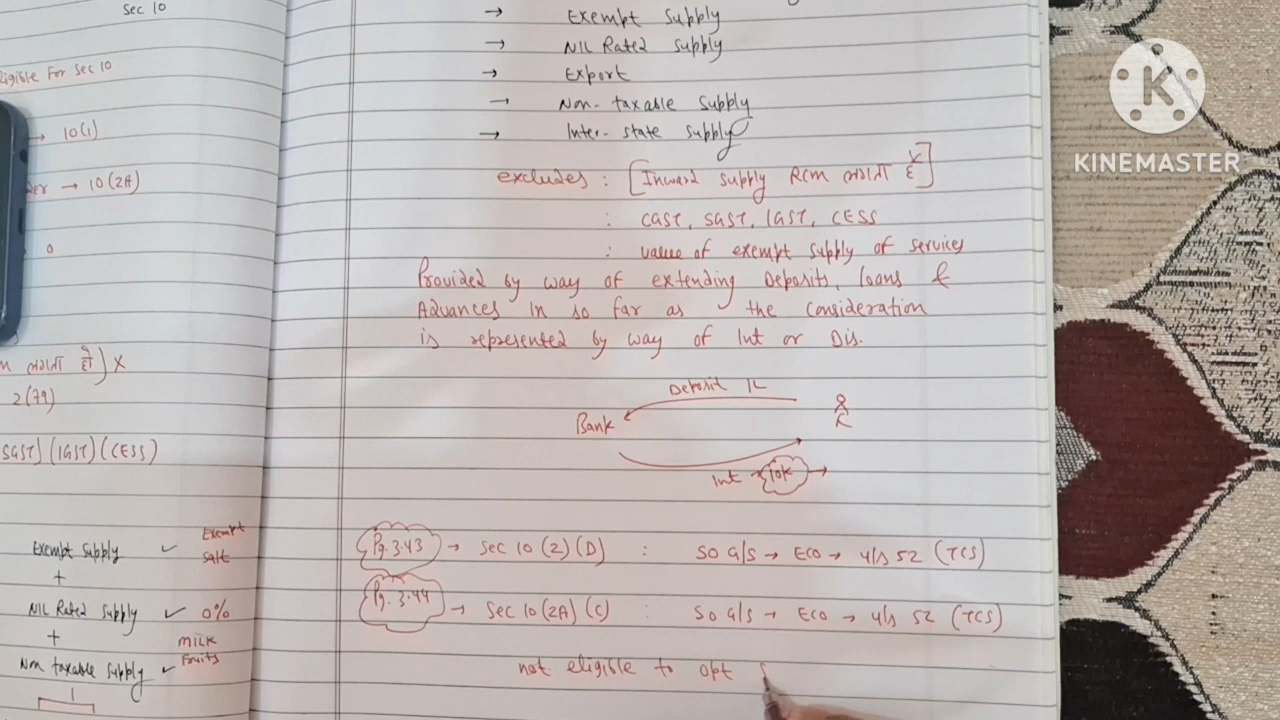 sec 10
eligible For sec 10
→ 10(1)
→ 10(2A)
2(79)
SGST) (IGST) (CESS)
Exempt supply ✓ Exempt salt
+
NIL Rated supply ✓ 0%
+ milk
Non taxable supply ✓ Fruits
→ Exempt supply
→ NIL Rated supply
→ Export
→ Non-taxable supply
→ Inter-state supply
excludes : [Inward supply RCM लगता है]
: CGST, SGST, IGST, CESS
: value of exempt supply of services
Provided by way of extending Deposits, loans &
Advances in so far as the consideration
is represented by way of Int or Dis.
Deposit 1L
Bank
Int → 10K →
Pg. 3.43 → sec 10 (2) (D) : SO G/S → ECO → u/s 52 (TCS)
Pg. 3.44 → sec 10 (2A) (C) : SO G/S → ECO → u/s 52 (TCS)
not eligible to opt
K
KINEMASTER